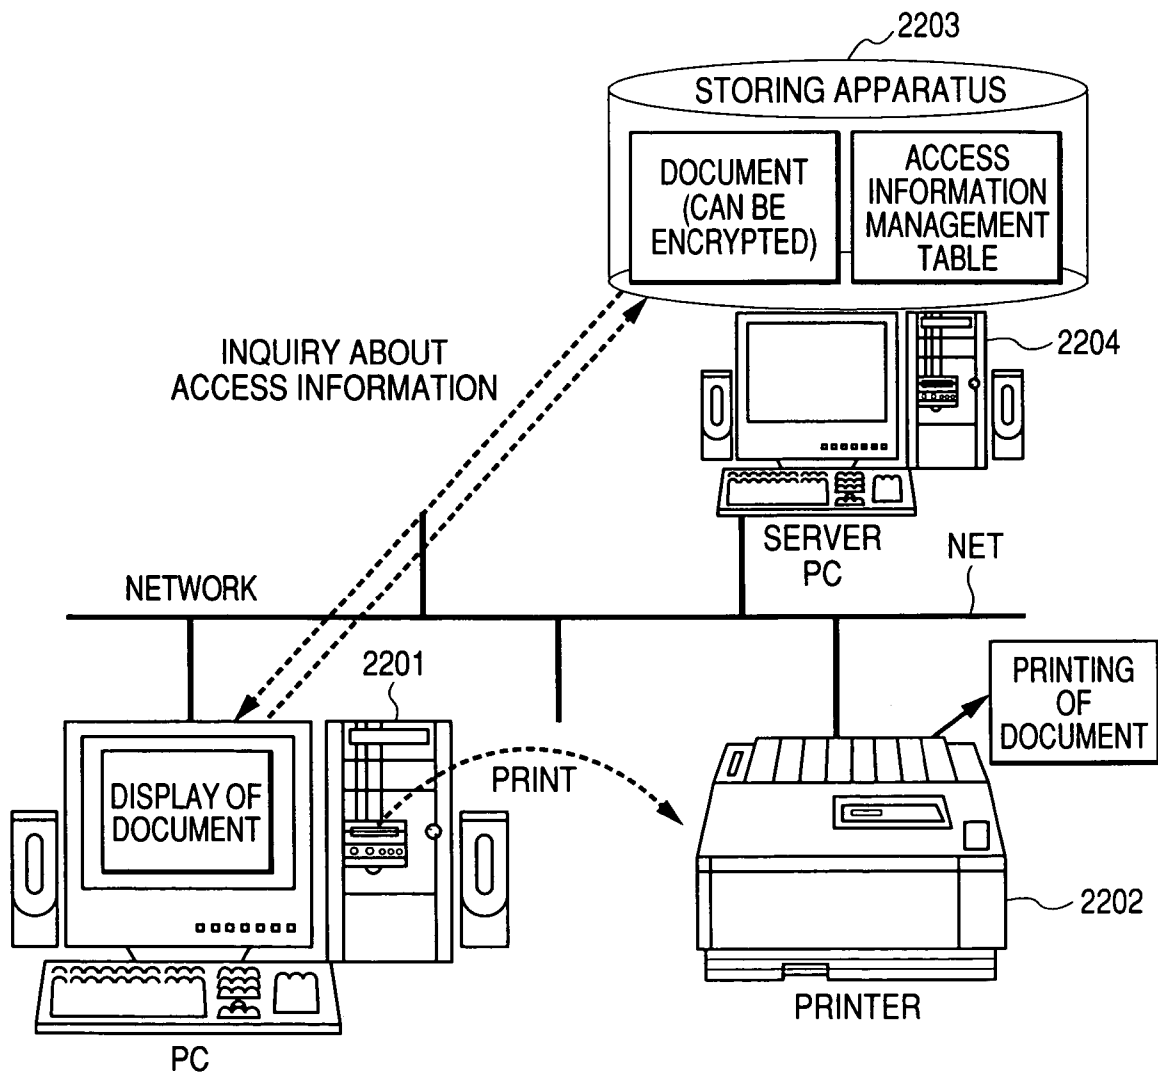 2203
STORING APPARATUS
DOCUMENT
(CAN BE
ENCRYPTED)
ACCESS
INFORMATION
MANAGEMENT
TABLE
INQUIRY ABOUT
ACCESS INFORMATION
2204
SERVER
PC
NET
NETWORK
2201
PRINTING
OF
DOCUMENT
PRINT
DISPLAY OF
DOCUMENT
2202
PRINTER
PC